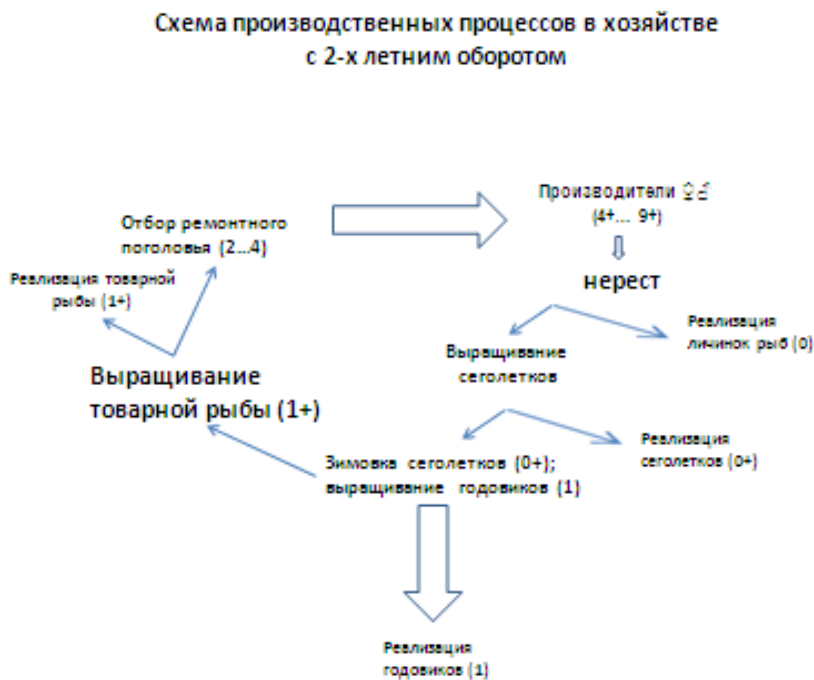 Схема производственных процессов в хозяйстве
с 2-х летним оборотом
Производители ♀♂
(4+... 9+)
Отбор ремонтного
поголовья (2...4)
нерест
Реализация товарной
рыбы (1+)
Реализация
личинок рыб (0)
Выращивание
сеголетков
Выращивание
товарной рыбы (1+)
Реализация
сеголетков (0+)
Зимовка сеголетков (0+);
выращивание годовиков (1)
Реализация
годовиков (1)